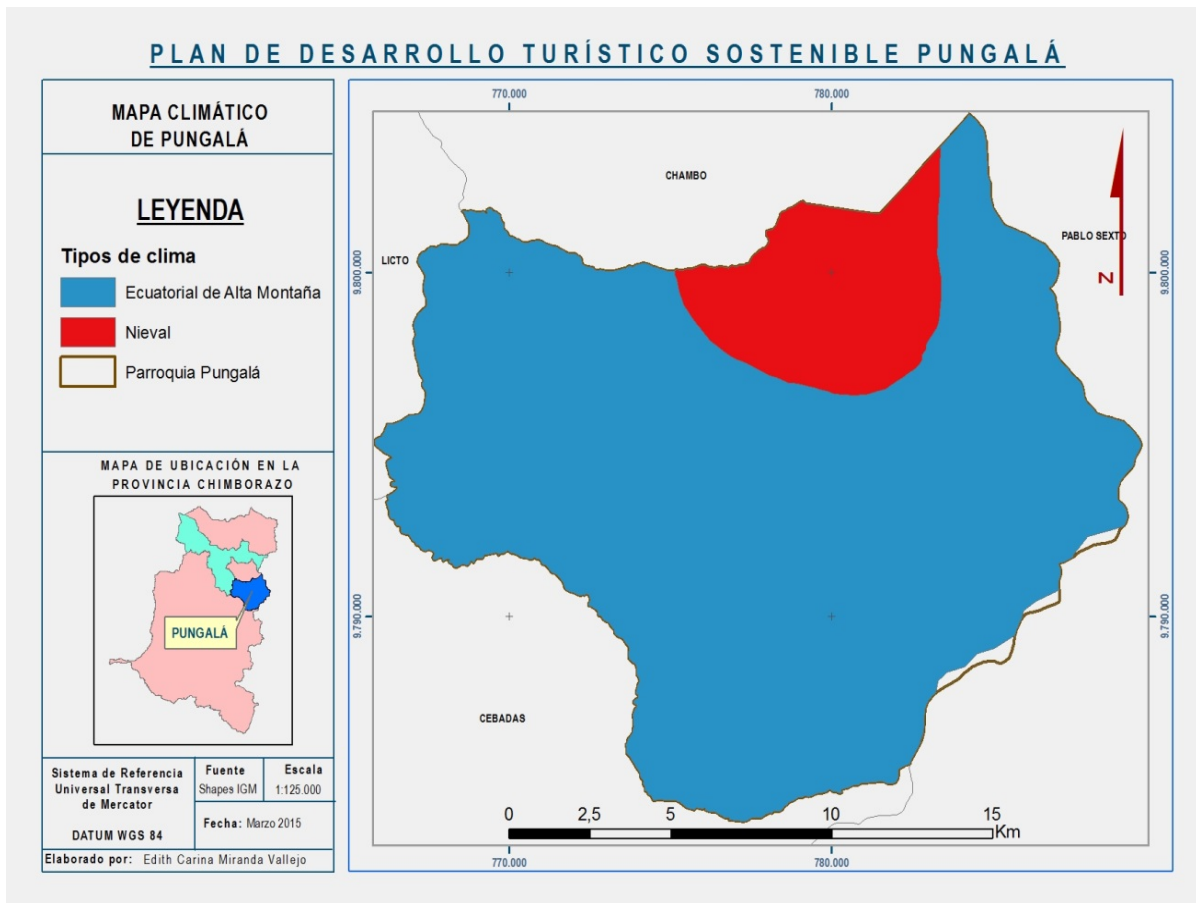 PLAN DE DESARROLLO TURÍSTICO SOSTENIBLE PUNGALÁ
MAPA CLIMÁTICO
DE PUNGALÁ
LEYENDA
Tipos de clima
Ecuatorial de Alta Montaña
Nieval
Parroquia Pungalá
MAPA DE UBICACIÓN EN LA
PROVINCIA CHIMBORAZO
PUNGALÁ
Sistema de Referencia
Universal Transversa
de Mercator
DATUM WGS 84
Fuente
Shapes IGM
Escala
1:125.000
Fecha: Marzo 2015
Elaborado por: Edith Carina Miranda Vallejo
770.000
780.000
CHAMBO
LICTO
PABLO SEXTO
N
9.800.000
9.800.000
9.790.000
9.790.000
CEBADAS
0
2,5
5
10
15
Km
770.000
780.000